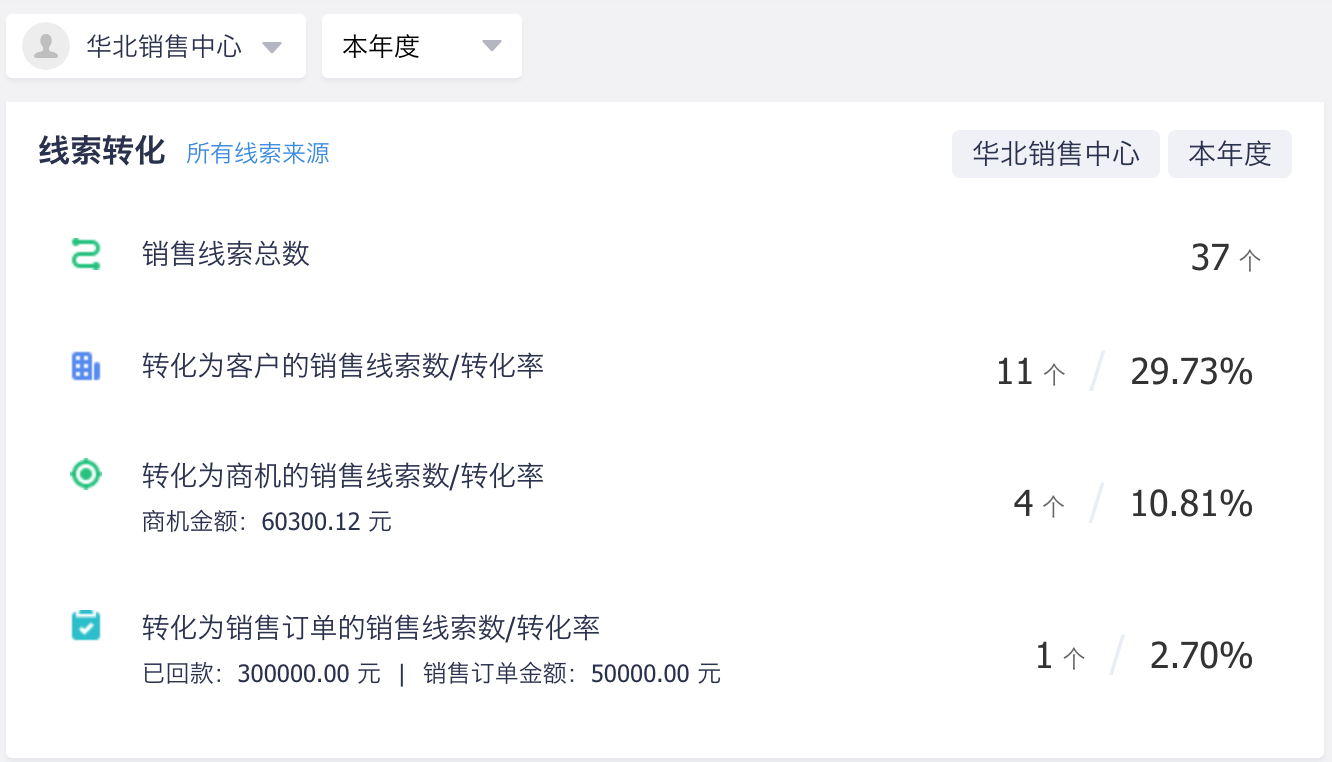 华北销售中心 本年度
线索转化 所有线索来源 华北销售中心 本年度
销售线索总数 37 个
转化为客户的销售线索数/转化率 11 个 / 29.73%
转化为商机的销售线索数/转化率
商机金额：60300.12 元 4 个 / 10.81%
转化为销售订单的销售线索数/转化率
已回款：300000.00 元 | 销售订单金额：50000.00 元 1 个 / 2.70%